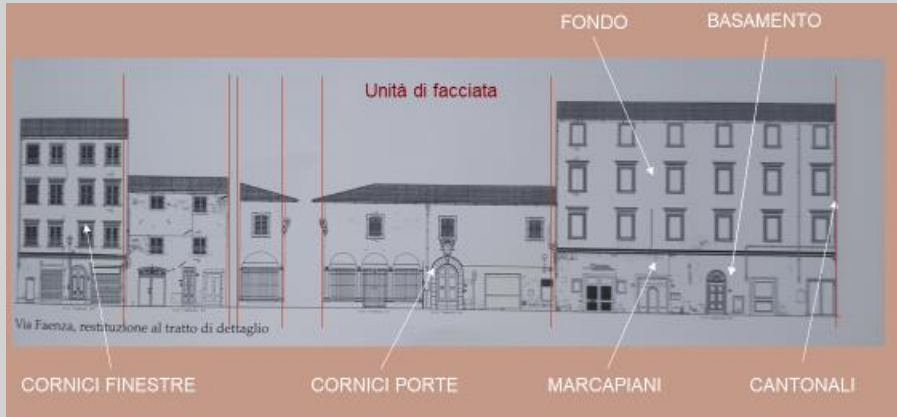 FONDO
BASAMENTO
Unità di facciata
Via Faenza, restituzione al tratto di dettaglio
CORNICI FINESTRE
CORNICI PORTE
MARCAPIANI
CANTONALI